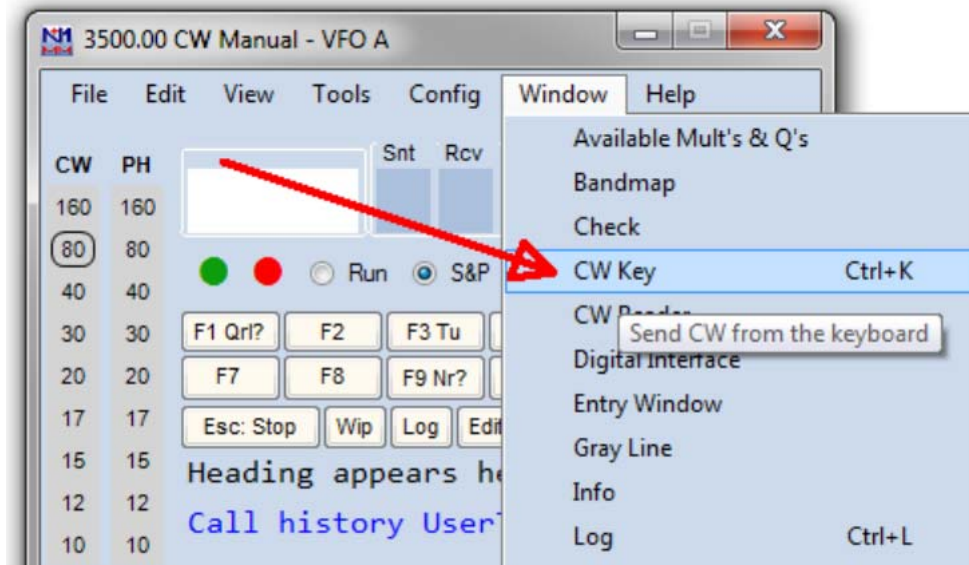 3500.00 CW Manual - VFO A
File Edit View Tools Config Window Help
Available Mult's & Q's
Bandmap
Check
CW Key Ctrl+K
CW
Send CW from the keyboard
Digital Interface
Entry Window
Gray Line
Info
Log Ctrl+L
CW PH
Snt Rcv
160 160
80 80
40 40
30 30
20 20
17 17
15 15
12 12
10 10
Run S&P
F1 Qrl? F2 F3 Tu
F7 F8 F9 Nr?
Esc: Stop Wip Log
Heading appears
Call history